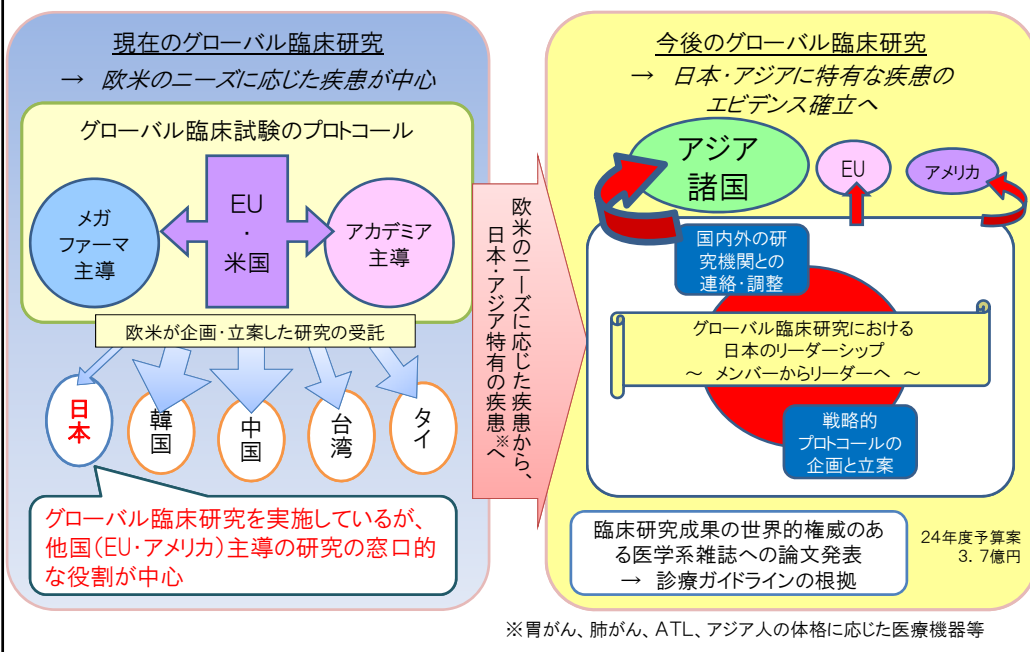 現在のグローバル臨床研究
→ 欧米のニーズに応じた疾患が中心
グローバル臨床試験のプロトコール
メガ
ファーマ
主導
EU
・
米国
アカデミア
主導
欧米が企画・立案した研究の受託
日本
韓国
中国
台湾
タイ
グローバル臨床研究を実施しているが、
他国(EU・アメリカ)主導の研究の窓口的
な役割が中心
欧米のニーズに応じた疾患から、
日本・アジア特有の疾患※へ
今後のグローバル臨床研究
→ 日本・アジアに特有な疾患の
エビデンス確立へ
アジア
諸国
EU
アメリカ
国内外の研
究機関との
連絡・調整
グローバル臨床研究における
日本のリーダーシップ
～ メンバーからリーダーへ ～
戦略的
プロトコールの
企画と立案
臨床研究成果の世界的権威のあ
る医学系雑誌への論文発表
→ 診療ガイドラインの根拠
24年度予算案
3．7億円
※胃がん、肺がん、ATL、アジア人の体格に応じた医療機器等